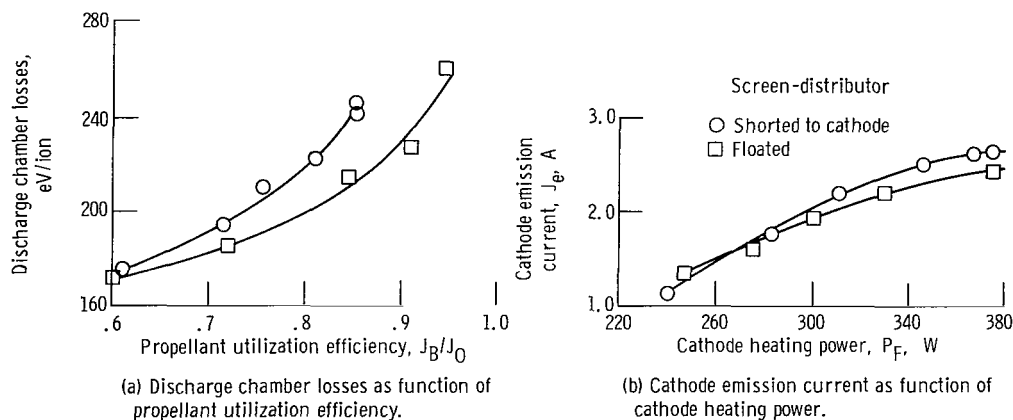 280
240
200
160
Discharge chamber losses,
eV/ion
.6 .7 .8 .9 1.0
Propellant utilization efficiency, J_B/J_O
(a) Discharge chamber losses as function of
propellant utilization efficiency.
Screen-distributor
Shorted to cathode
Floated
3.0
2.0
1.0
Cathode emission
current, J_e, A
220 260 300 340 380
Cathode heating power, P_F, W
(b) Cathode emission current as function of
cathode heating power.